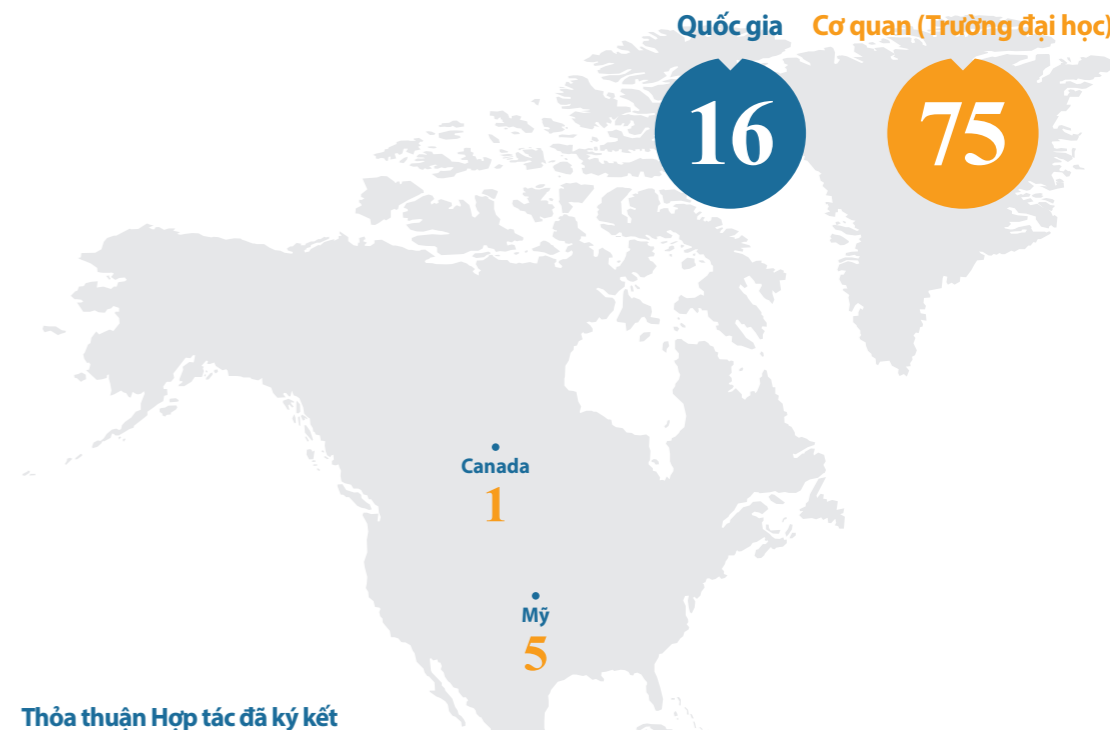 Quốc gia Cơ quan (Trường đại học)
16 75
Canada
1
Mỹ
5
Thỏa thuận Hợp tác đã ký kết